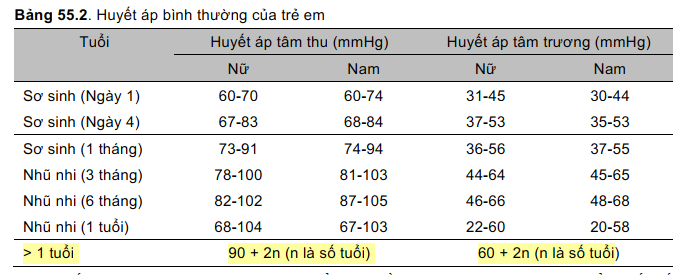 Bảng 55.2. Huyết áp bình thường của trẻ em
Tuổi Huyết áp tâm thu (mmHg) Huyết áp tâm trương (mmHg)
Nữ Nam Nữ Nam
Sơ sinh (Ngày 1) 60-70 60-74 31-45 30-44
Sơ sinh (Ngày 4) 67-83 68-84 37-53 35-53
Sơ sinh (1 tháng) 73-91 74-94 36-56 37-55
Nhũ nhi (3 tháng) 78-100 81-103 44-64 45-65
Nhũ nhi (6 tháng) 82-102 87-105 46-66 48-68
Nhũ nhi (1 tuổi) 68-104 67-103 22-60 20-58
> 1 tuổi 90 + 2n (n là số tuổi) 60 + 2n (n là số tuổi)